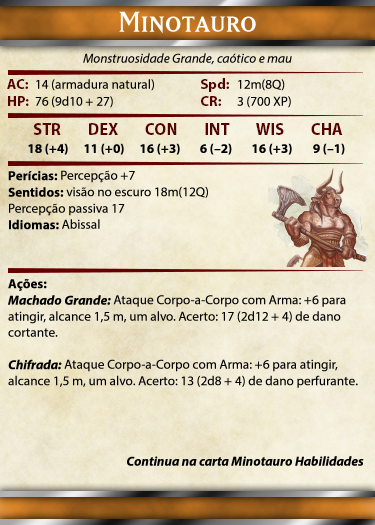 Minotauro
Monstruosidade Grande, caótico e mau
AC: 14 (armadura natural) Spd: 12m(8Q)
HP: 76 (9d10 + 27) CR: 3 (700 XP)
STR DEX CON INT WIS CHA
18 (+4) 11 (+0) 16 (+3) 6 (–2) 16 (+3) 9 (–1)
Perícias: Percepção +7
Sentidos: visão no escuro 18m(12Q)
Percepção passiva 17
Idiomas: Abissal
Ações:
Machado Grande: Ataque Corpo-a-Corpo com Arma: +6 para
atingir, alcance 1,5 m, um alvo. Acerto: 17 (2d12 + 4) de dano
cortante.
Chifrada: Ataque Corpo-a-Corpo com Arma: +6 para atingir,
alcance 1,5 m, um alvo. Acerto: 13 (2d8 + 4) de dano perfurante.
Continua na carta Minotauro Habilidades